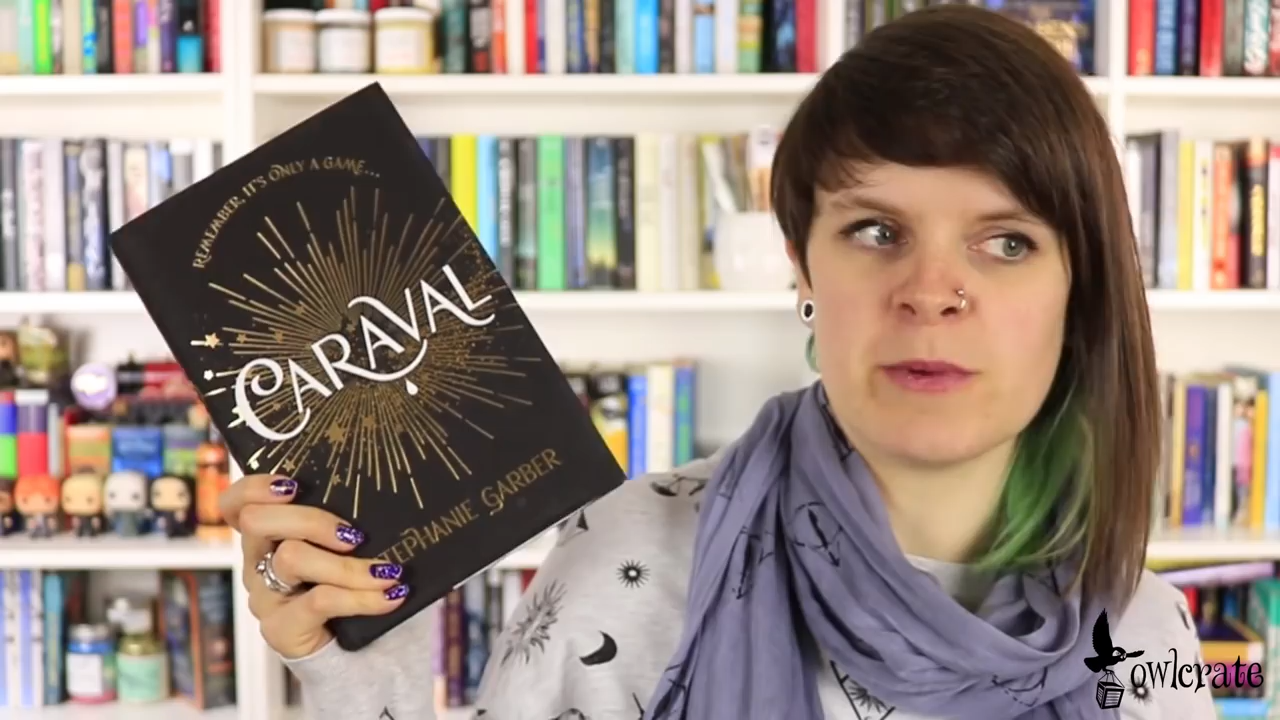 REMEMBER, IT'S ONLY A GAME...
CARAVAL
STEPHANIE GARBER
owlcrate